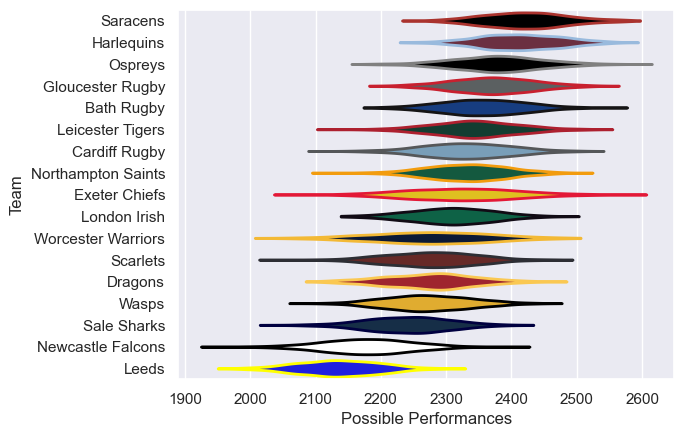 Saracens
Harlequins
Ospreys
Gloucester Rugby
Bath Rugby
Leicester Tigers
Cardiff Rugby
Northampton Saints
Exeter Chiefs
London Irish
Worcester Warriors
Scarlets
Dragons
Wasps
Sale Sharks
Newcastle Falcons
Leeds
Team
1900 2000 2100 2200 2300 2400 2500 2600
Possible Performances